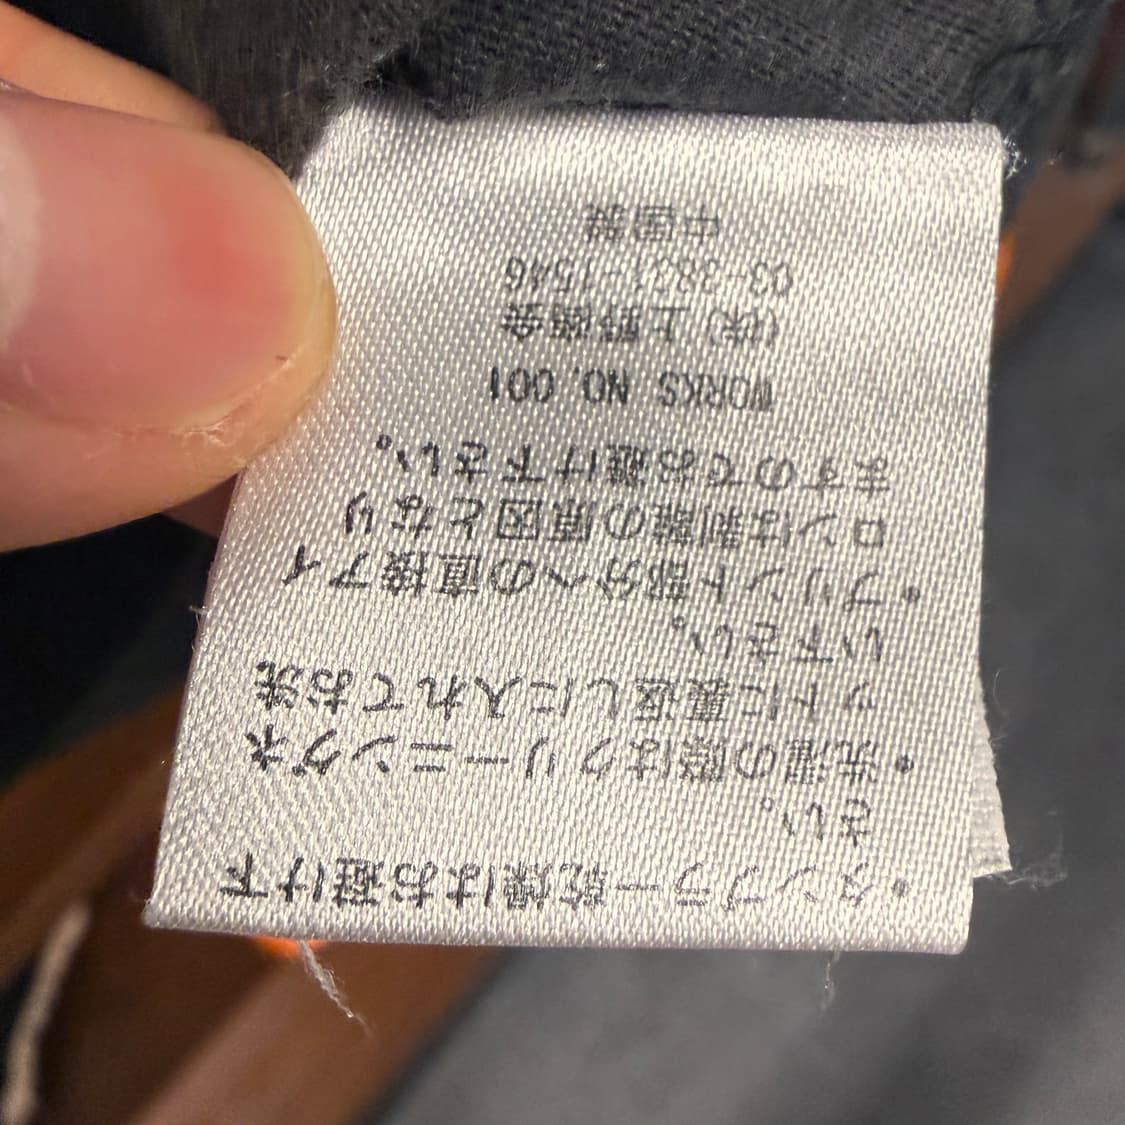 ・タンブラー乾燥はお避け下
さい。
・洗濯の際はクリーニングネ
ットに裏返しに入れてお洗
い下さい。
・プリント部分への直接アイ
ロンは剥離の原因となり
ますのでお避け下さい。
WORKS NO.001
(株)上野商会
03-3831-1546
中国製